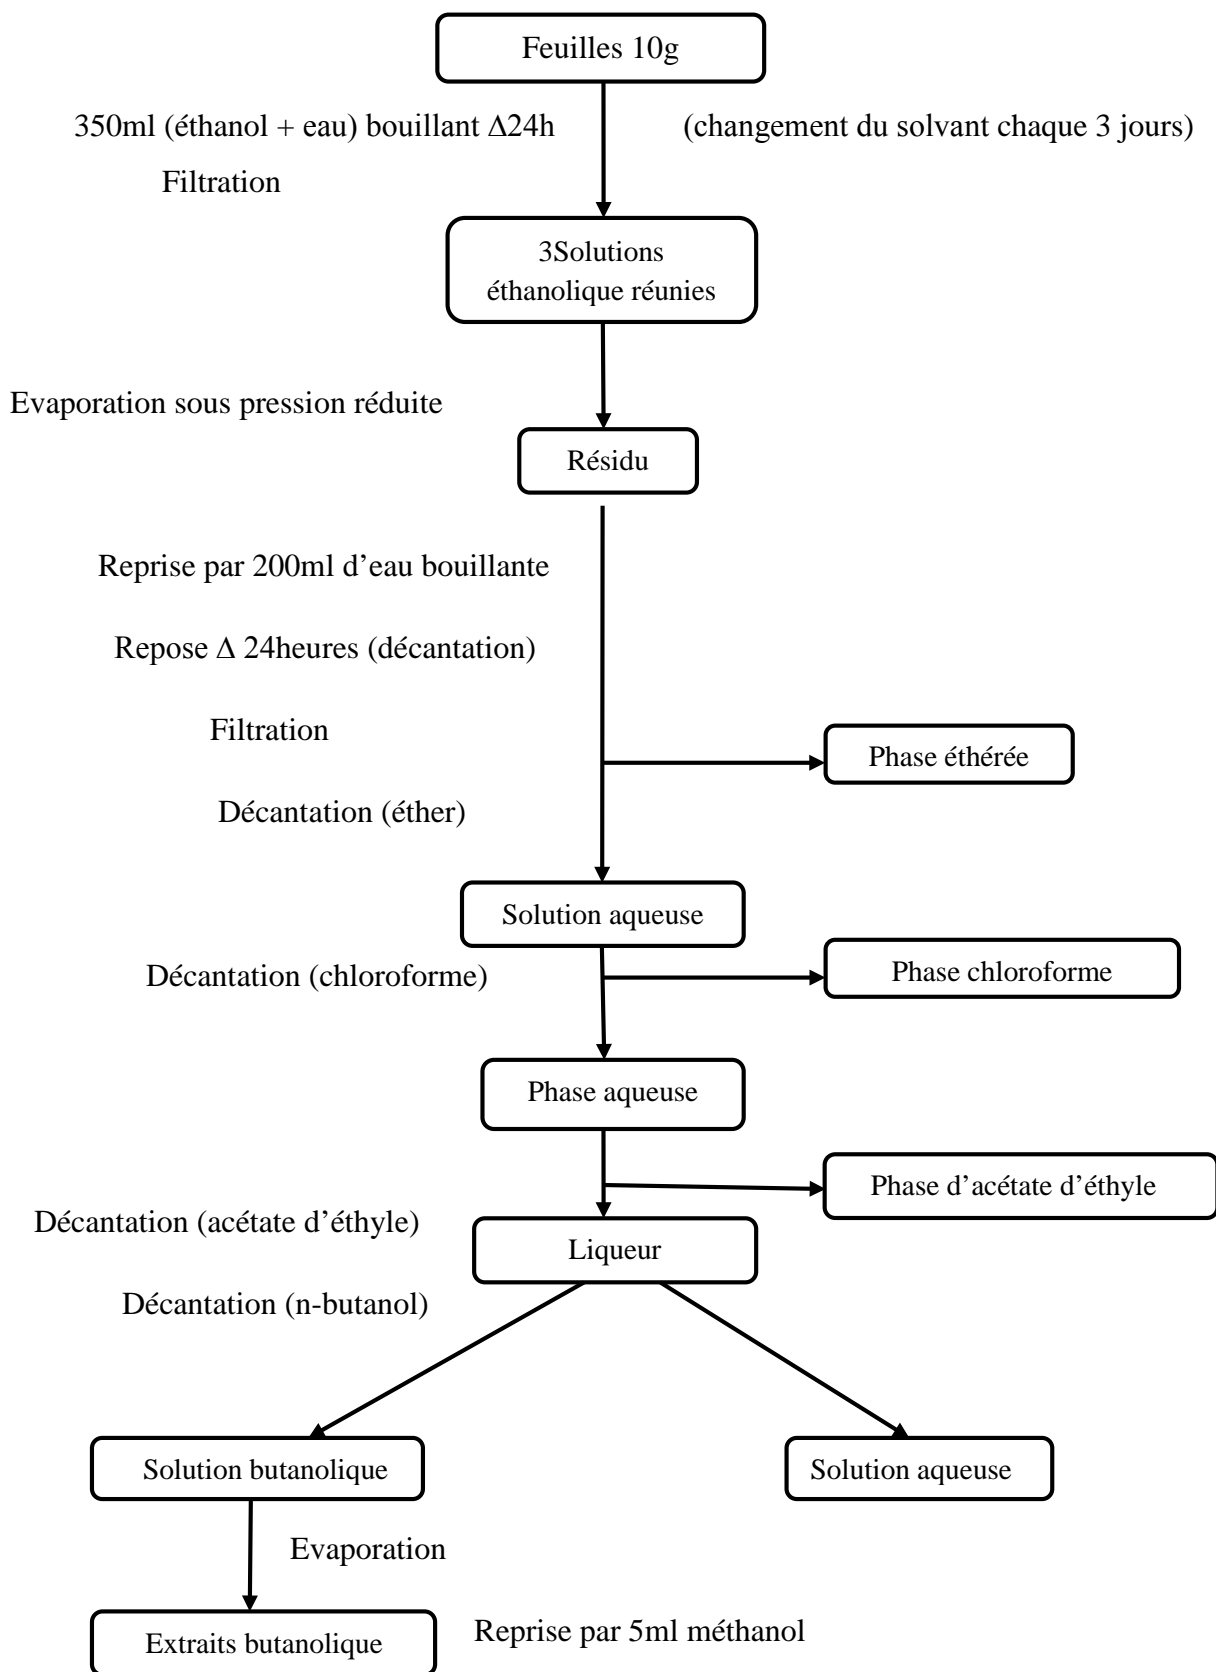 Feuilles 10g
350ml (éthanol + eau) bouillant Δ24h
(changement du solvant chaque 3 jours)
Filtration
3Solutions
éthanolique réunies
Evaporation sous pression réduite
Résidu
Reprise par 200ml d’eau bouillante
Repose Δ 24heures (décantation)
Filtration
Phase éthérée
Décantation (éther)
Solution aqueuse
Décantation (chloroforme)
Phase chloroforme
Phase aqueuse
Phase d’acétate d’éthyle
Décantation (acétate d’éthyle)
Liqueur
Décantation (n-butanol)
Solution butanolique
Solution aqueuse
Evaporation
Extraits butanolique
Reprise par 5ml méthanol